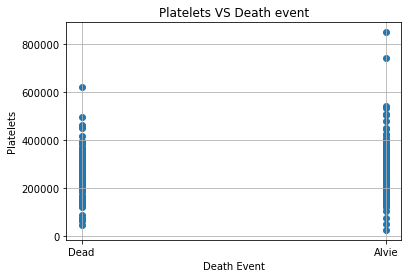 Platelets VS Death event
800000
600000
400000
200000
0
Platelets
Dead
Alvie
Death Event